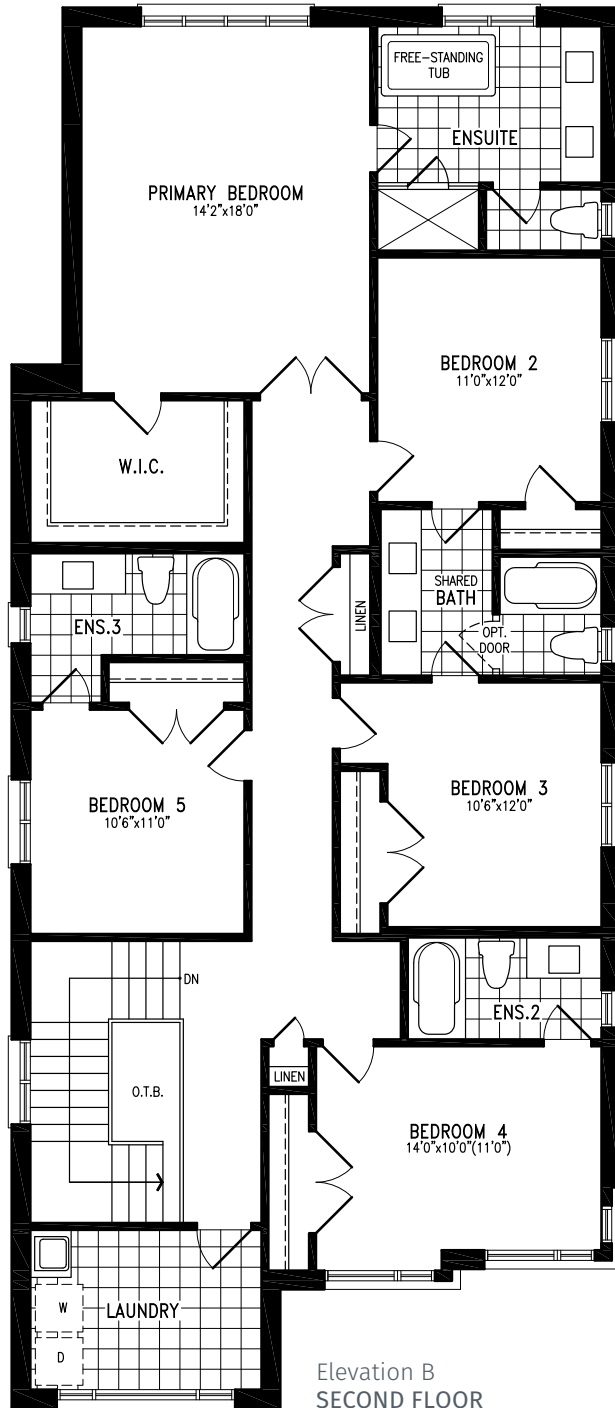 FREE-STANDING
TUB
ENSUITE
PRIMARY BEDROOM
14'2"x18'0"
BEDROOM 2
11'0"x12'0"
W.I.C.
LINEN
SHARED
BATH
OPT.
DOOR
ENS.3
BEDROOM 5
10'6"x11'0"
BEDROOM 3
10'6"x12'0"
DN
O.T.B.
ENS.2
LINEN
BEDROOM 4
14'0"x10'0"(11'0")
W
D
LAUNDRY
Elevation B
SECOND FLOOR